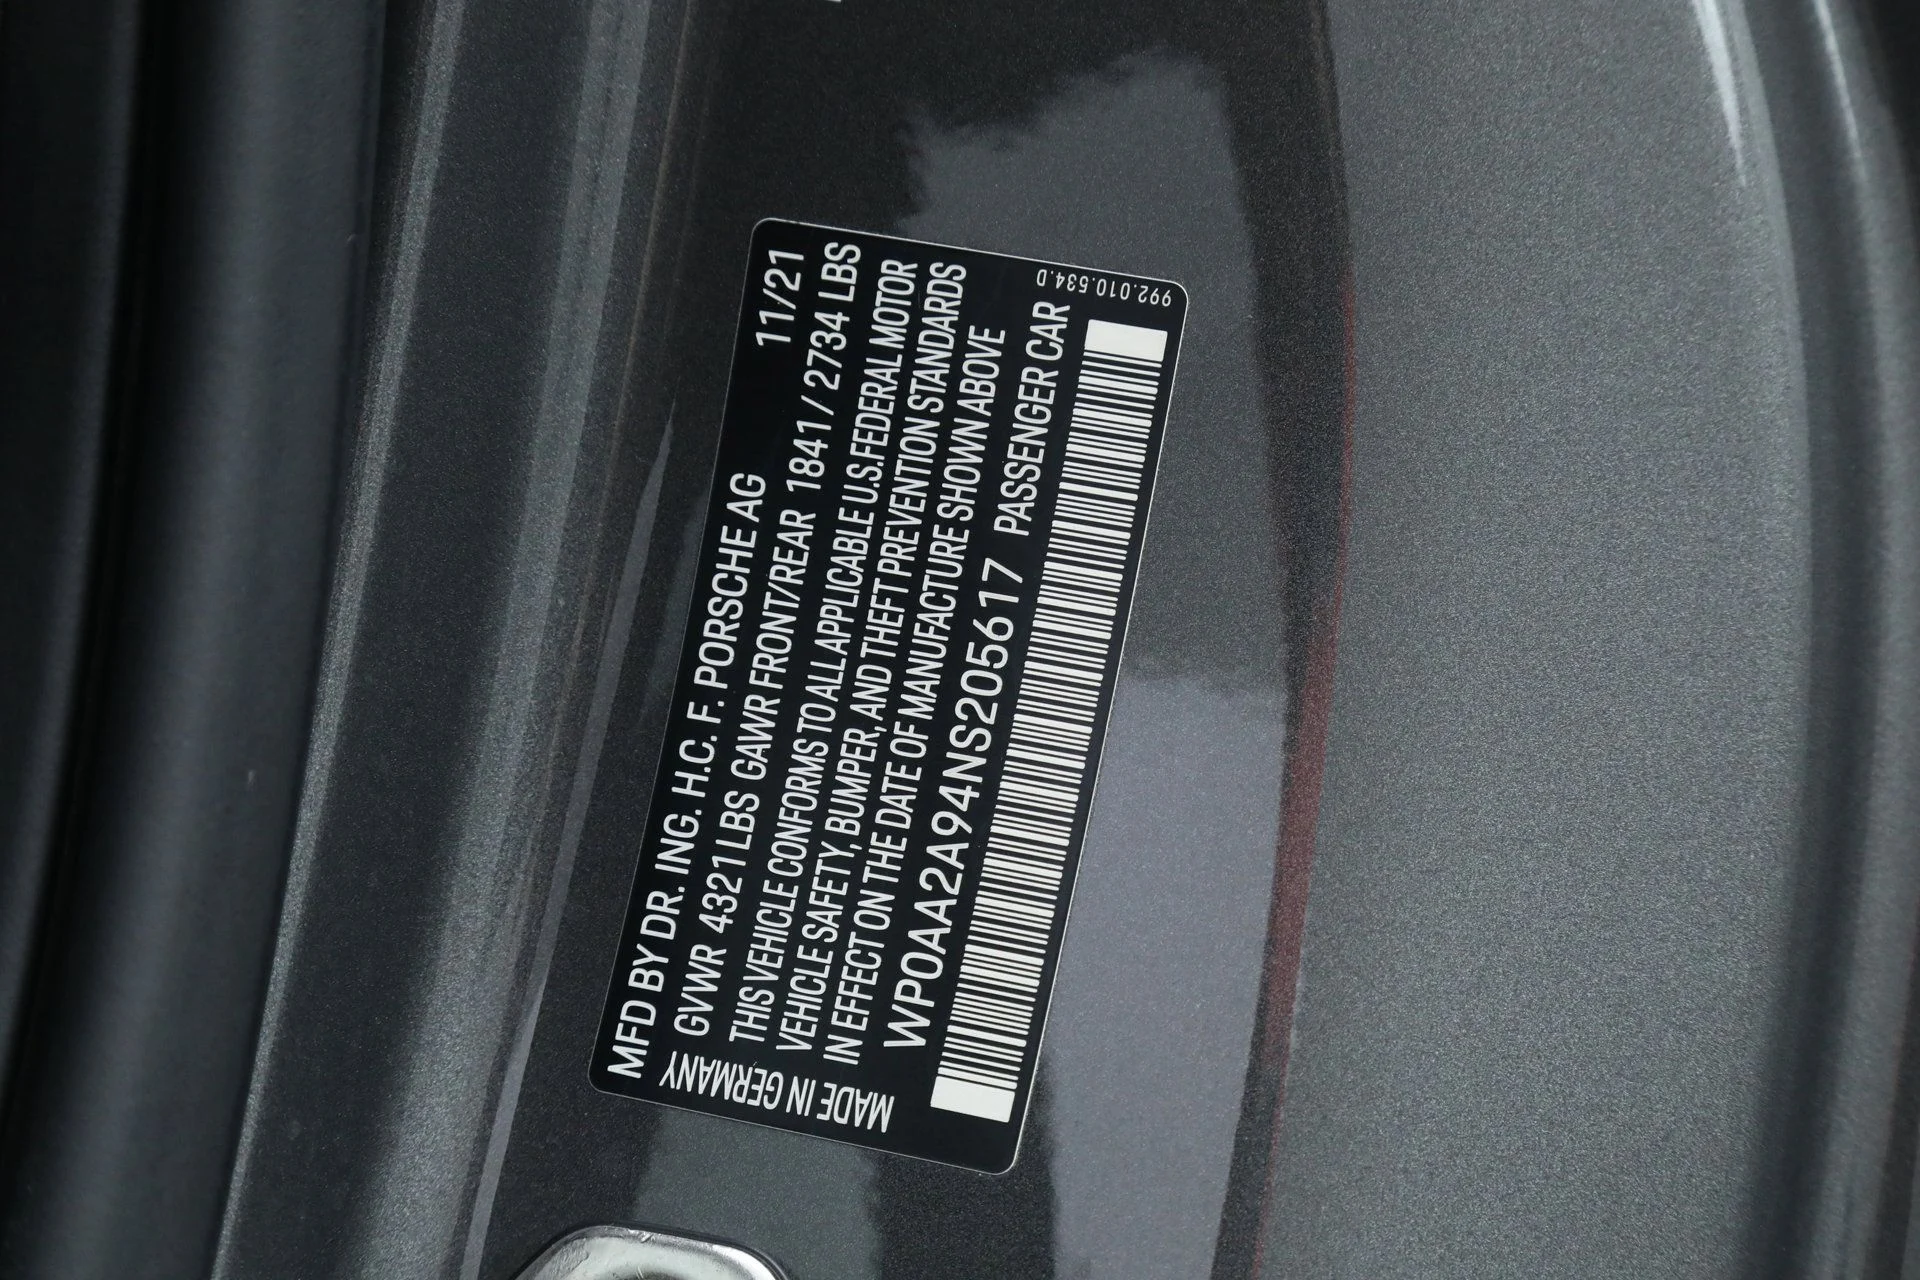 MFD BY DR. ING. H.C. F. PORSCHE AG 11/21
GVWR 4321 LBS GAWR FRONT/REAR 1841 / 2734 LBS
THIS VEHICLE CONFORMS TO ALL APPLICABLE U.S. FEDERAL MOTOR
VEHICLE SAFETY, BUMPER, AND THEFT PREVENTION STANDARDS
IN EFFECT ON THE DATE OF MANUFACTURE SHOWN ABOVE
WP0AA2A94NS205617 PASSENGER CAR
MADE IN GERMANY
992.010.534.D